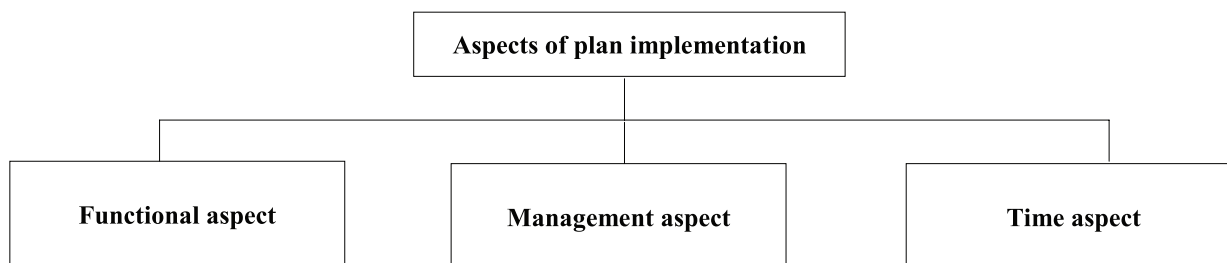 Aspects of plan implementation
Functional aspect
Management aspect
Time aspect